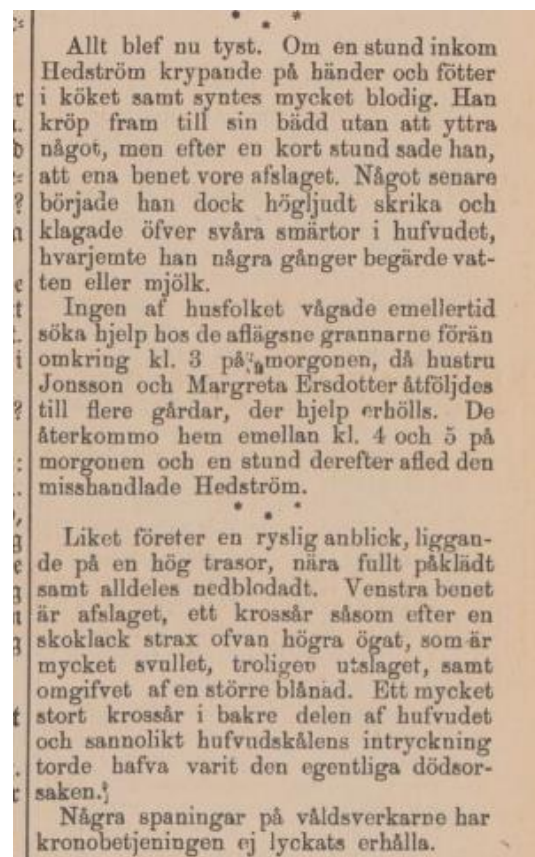 * * *
Allt blef nu tyst. Om en stund inkom
Hedström krypande på händer och fötter
i köket samt syntes mycket blodig. Han
kröp fram till sin bädd utan att yttra
något, men efter en kort stund sade han,
att ena benet vore afslaget. Något senare
började han dock högljudt skrika och
klagade öfver svåra smärtor i hufvudet,
hvarjemte han några gånger begärde vat-
ten eller mjölk.
Ingen af husfolket vågade emellertid
söka hjelp hos de aflägsne grannarne förän
omkring kl. 3 på morgonen, då hustru
Jonsson och Margreta Ersdotter åtföljdes
till flere gårdar, der hjelp erhölls. De
återkommo hem emellan kl. 4 och 5 på
morgonen och en stund derefter afled den
misshandlade Hedström.
* * *
Liket företer en ryslig anblick, liggan-
de på en hög trasor, nära fullt påklädt
samt alldeles nedblodadt. Venstra benet
är afslaget, ett krossår såsom efter en
skoklack strax ofvan högra ögat, som är
mycket svullet, troligen utslaget, samt
omgifvet af en större blånad. Ett mycket
stort krossår i bakre delen af hufvudet
och sannolikt hufvudskålens intryckning
torde hafva varit den egentliga dödsor-
saken.
Några spaningar på våldsverkarne har
kronobetjeningen ej lyckats erhålla.